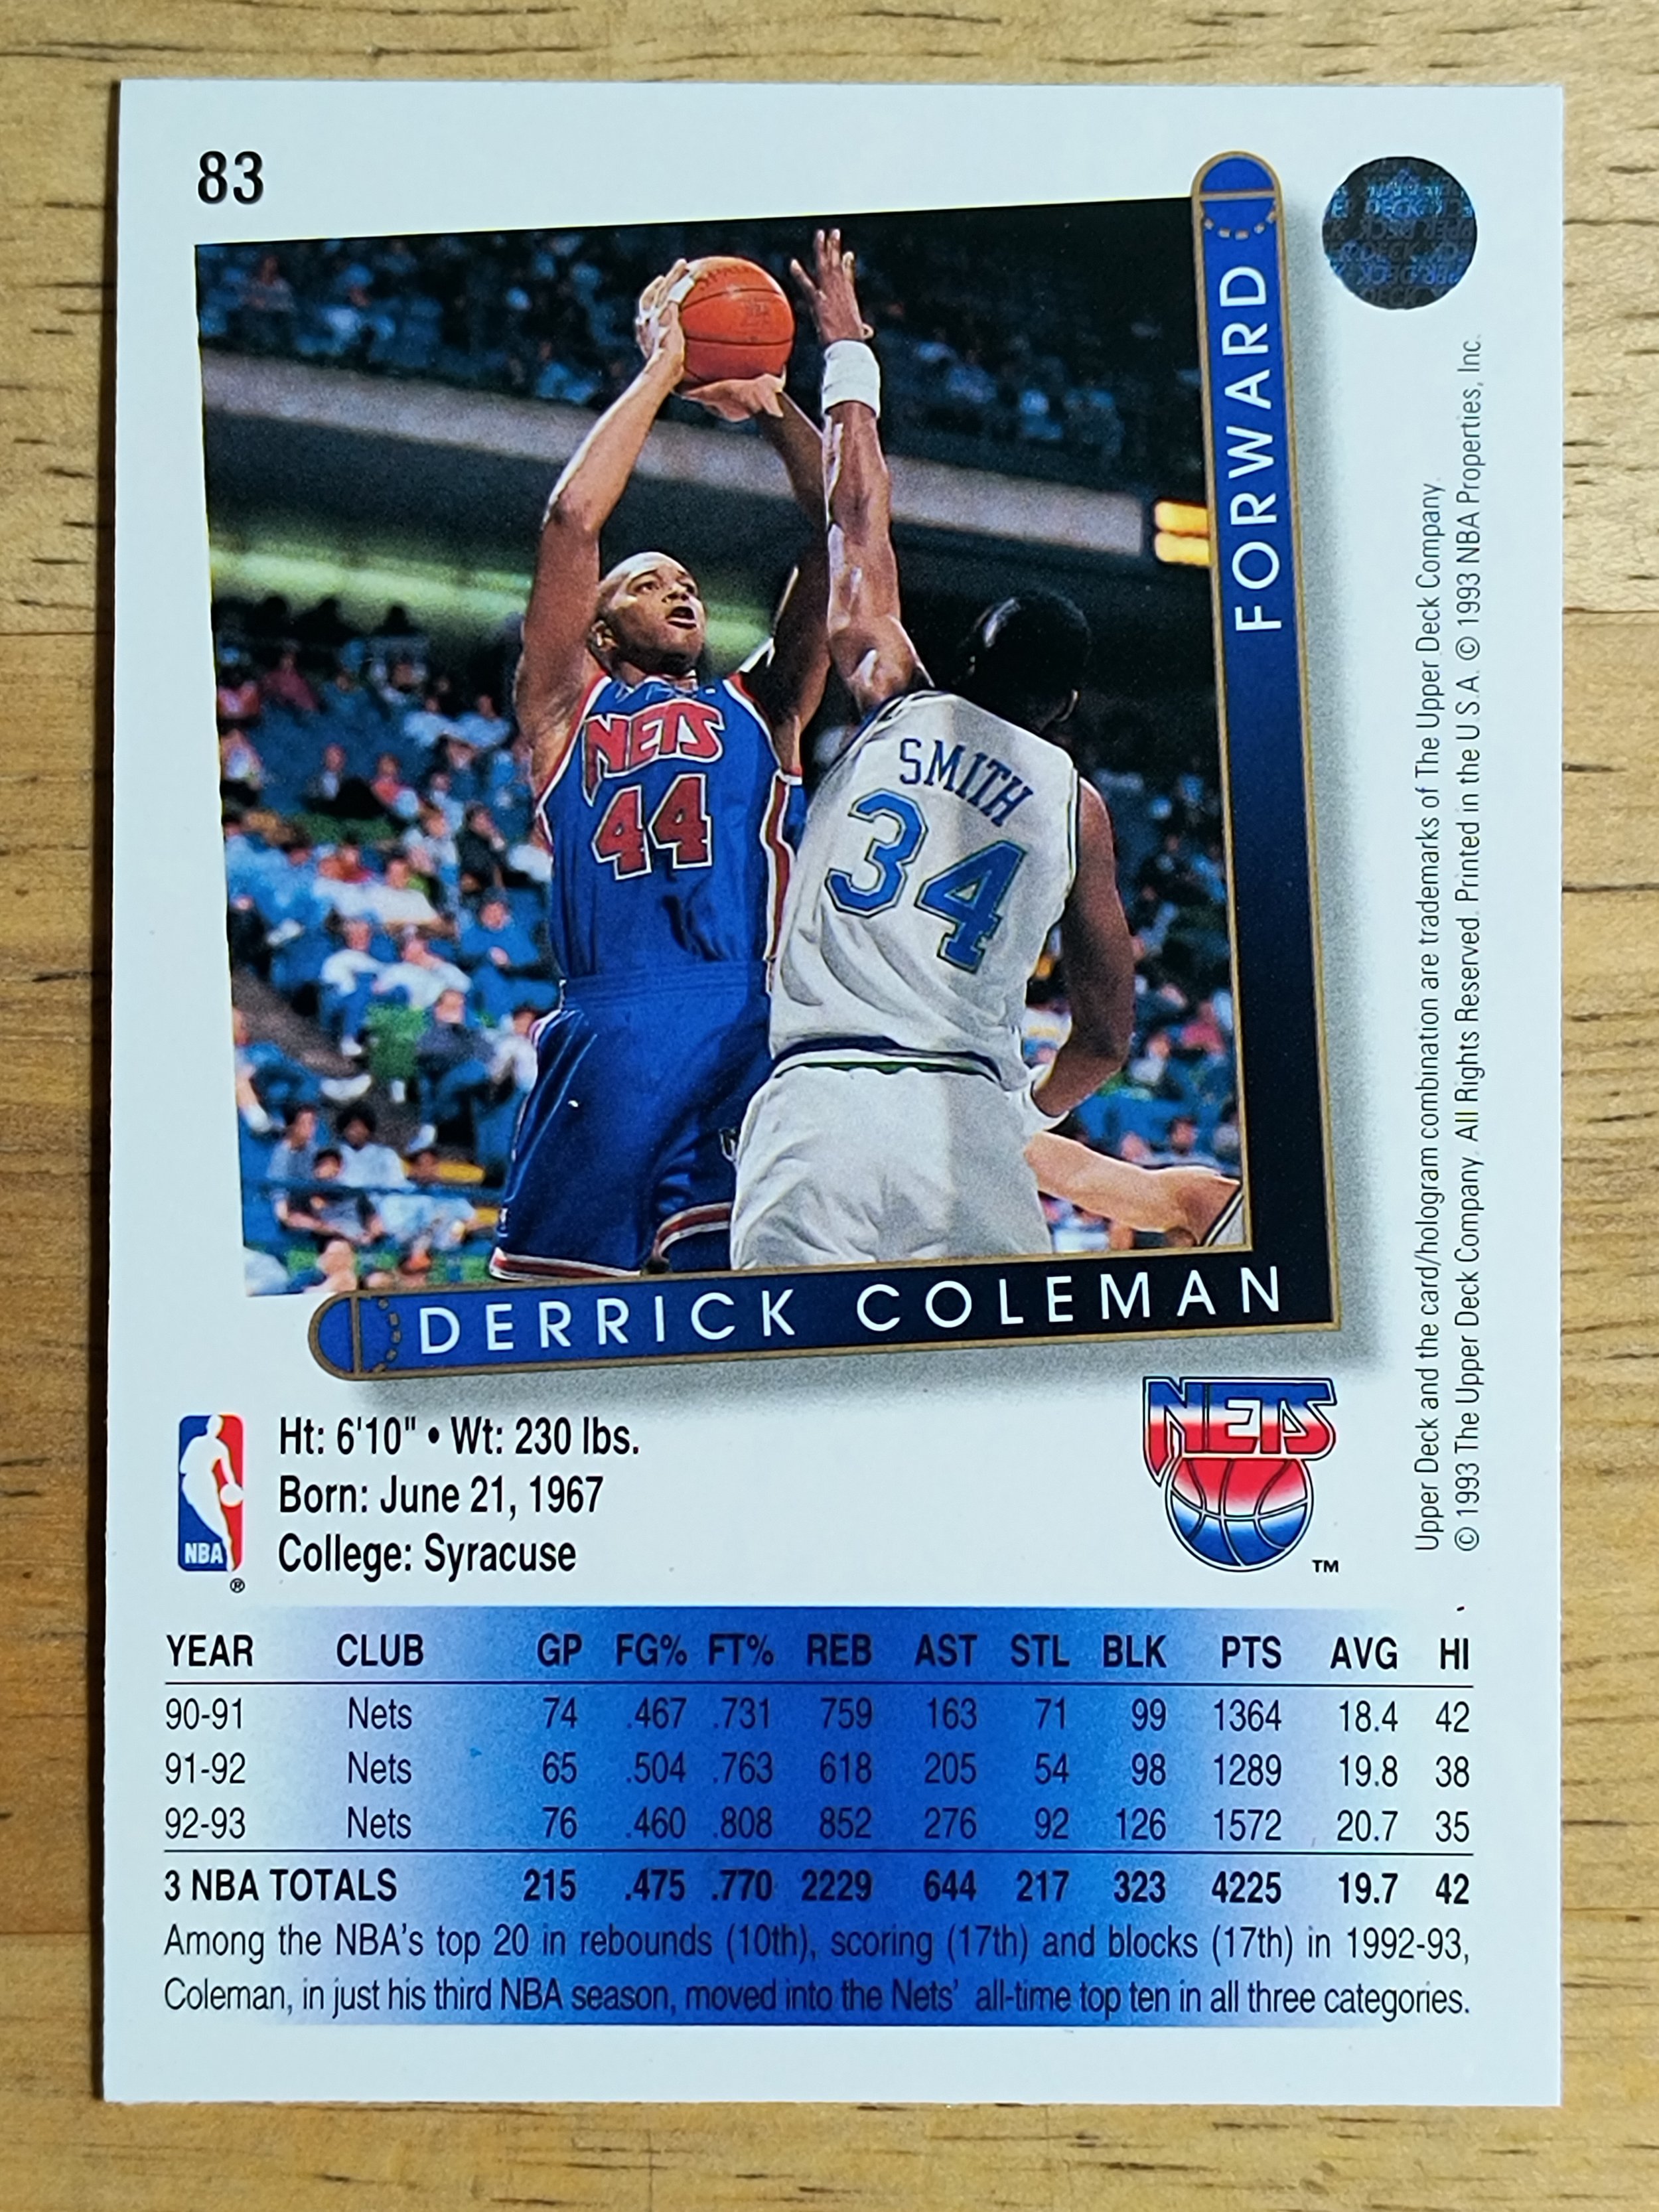 83
FORWARD
NETS
44
SMITH
34
DERRICK COLEMAN
Upper Deck and the card/hologram combination are trademarks of The Upper Deck Company.
© 1993 The Upper Deck Company. All Rights Reserved. Printed in the U.S.A. © 1993 NBA Properties, Inc.
NBA
®
Ht: 6'10" • Wt: 230 lbs.
Born: June 21, 1967
College: Syracuse
NETS
TM
YEAR CLUB GP FG% FT% REB AST STL BLK PTS AVG HI
90-91 Nets 74 .467 .731 759 163 71 99 1364 18.4 42
91-92 Nets 65 .504 .763 618 205 54 98 1289 19.8 38
92-93 Nets 76 .460 .808 852 276 92 126 1572 20.7 35
3 NBA TOTALS 215 .475 .770 2229 644 217 323 4225 19.7 42
Among the NBA's top 20 in rebounds (10th), scoring (17th) and blocks (17th) in 1992-93,
Coleman, in just his third NBA season, moved into the Nets' all-time top ten in all three categories.